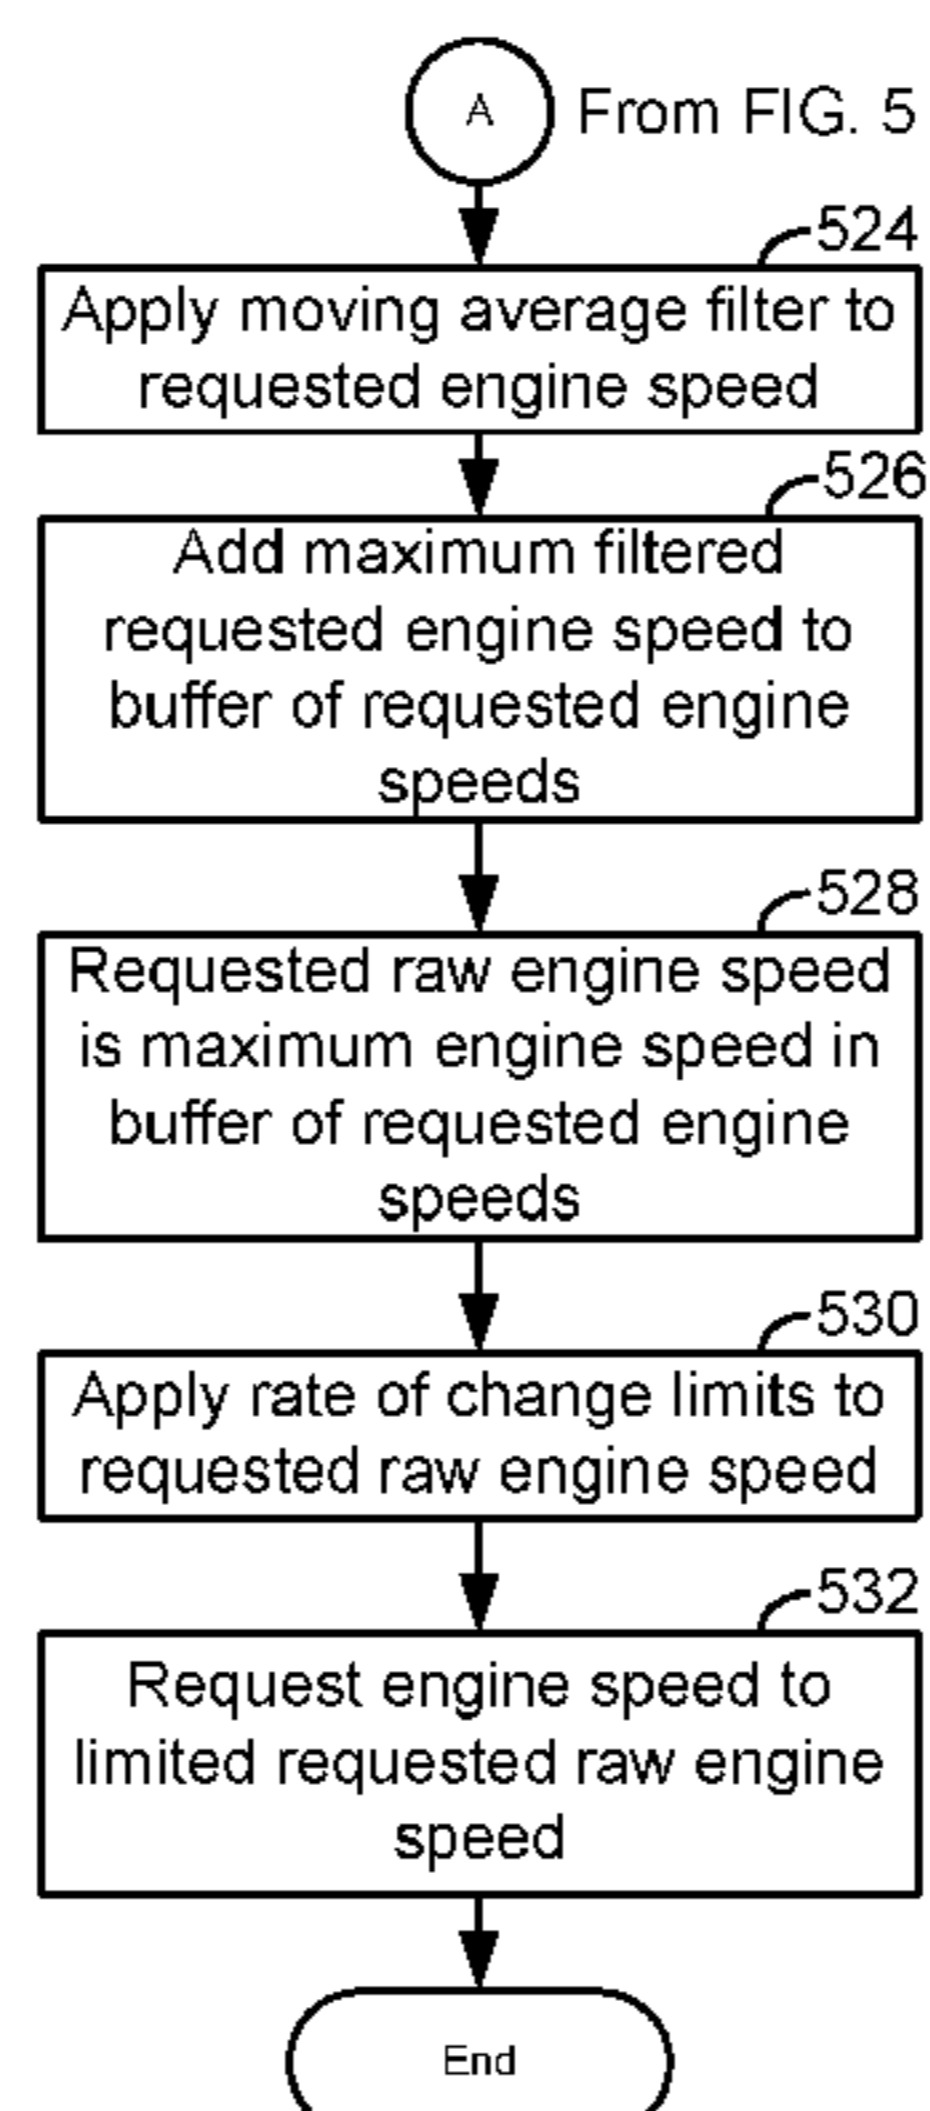 A From FIG. 5
524
Apply moving average filter to
requested engine speed
526
Add maximum filtered
requested engine speed to
buffer of requested engine
speeds
528
Requested raw engine speed
is maximum engine speed in
buffer of requested engine
speeds
530
Apply rate of change limits to
requested raw engine speed
532
Request engine speed to
limited requested raw engine
speed
End